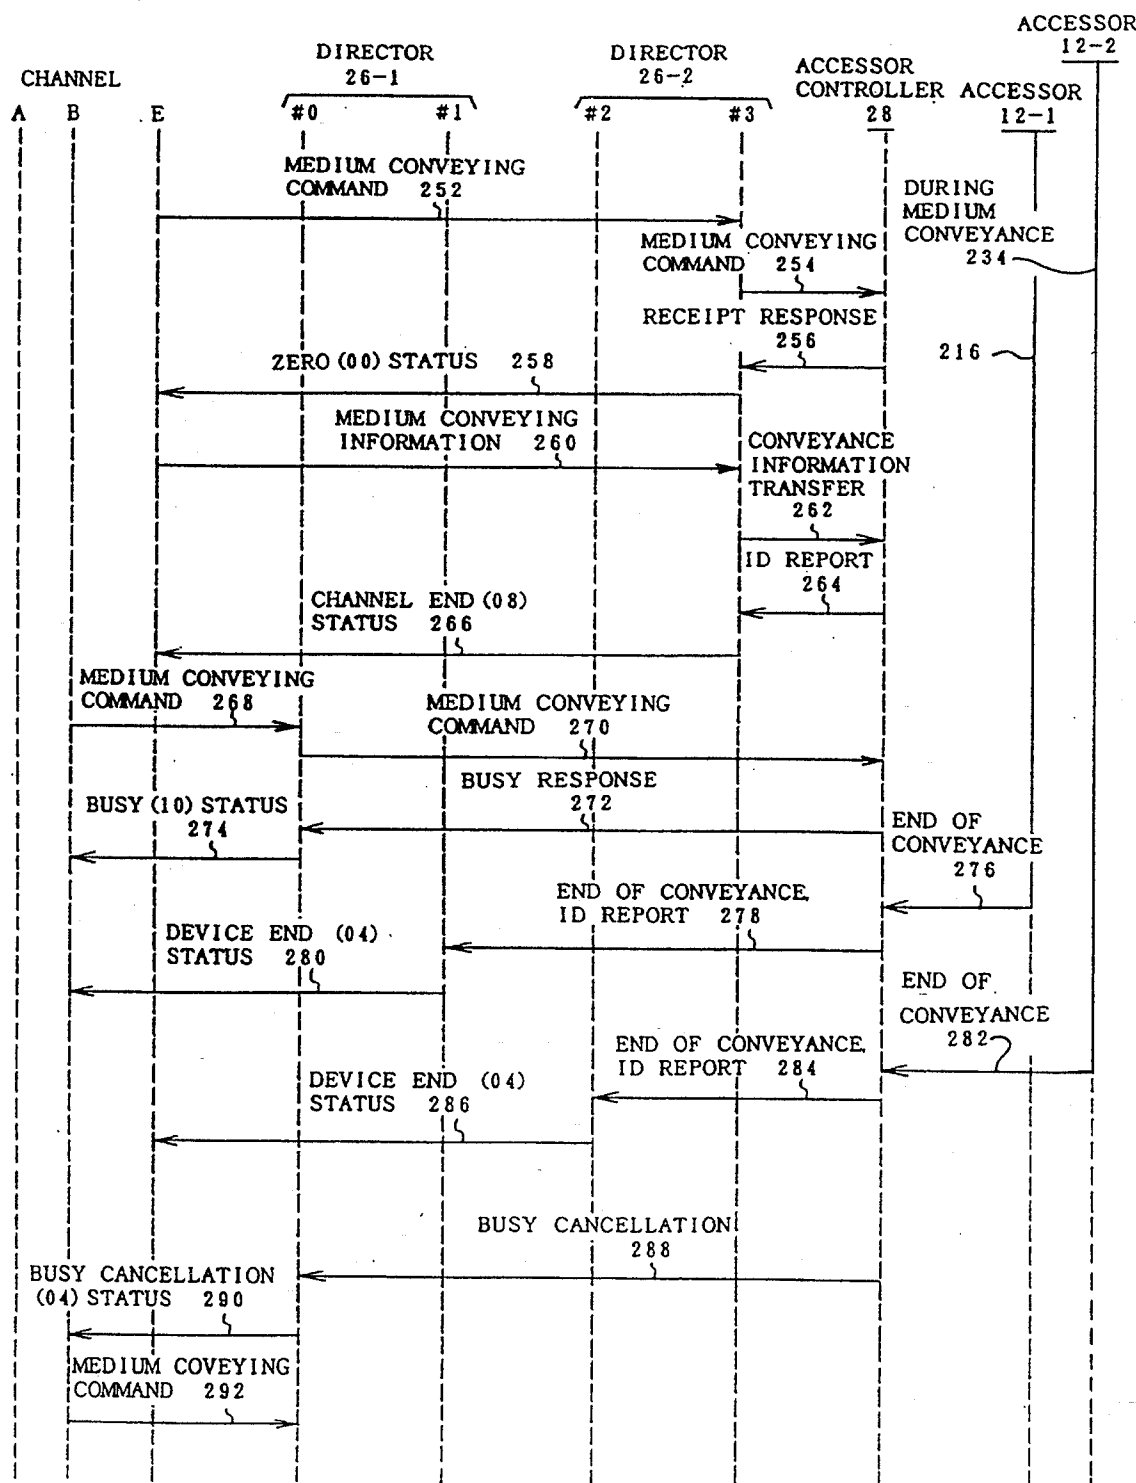 ACCESSOR
12-2
DIRECTOR
26-1
DIRECTOR
26-2
CHANNEL
ACCESSOR
CONTROLLER
28
ACCESSOR
12-1
A B E #0 #1 #2 #3
MEDIUM CONVEYING
COMMAND 252
DURING
MEDIUM
CONVEYANCE
234
MEDIUM CONVEYING
COMMAND 254
RECEIPT RESPONSE
256
216
ZERO (00) STATUS 258
MEDIUM CONVEYING
INFORMATION 260
CONVEYANCE
INFORMATION
TRANSFER
262
ID REPORT
264
CHANNEL END (08)
STATUS 266
MEDIUM CONVEYING
COMMAND 268
MEDIUM CONVEYING
COMMAND 270
BUSY RESPONSE
272
BUSY (10) STATUS
274
END OF
CONVEYANCE
276
END OF CONVEYANCE,
ID REPORT 278
DEVICE END (04)
STATUS 280
END OF
CONVEYANCE
282
END OF CONVEYANCE,
ID REPORT 284
DEVICE END (04)
STATUS 286
BUSY CANCELLATION
288
BUSY CANCELLATION
(04) STATUS 290
MEDIUM COVEYING
COMMAND 292